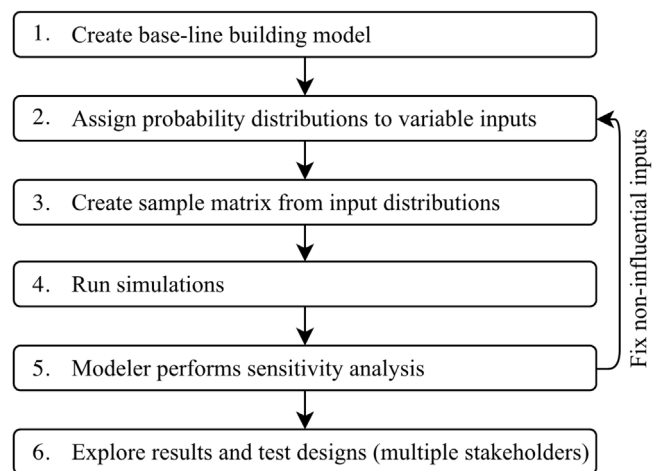 1. Create base-line building model
2. Assign probability distributions to variable inputs
3. Create sample matrix from input distributions
4. Run simulations
5. Modeler performs sensitivity analysis
6. Explore results and test designs (multiple stakeholders)
Fix non-influential inputs